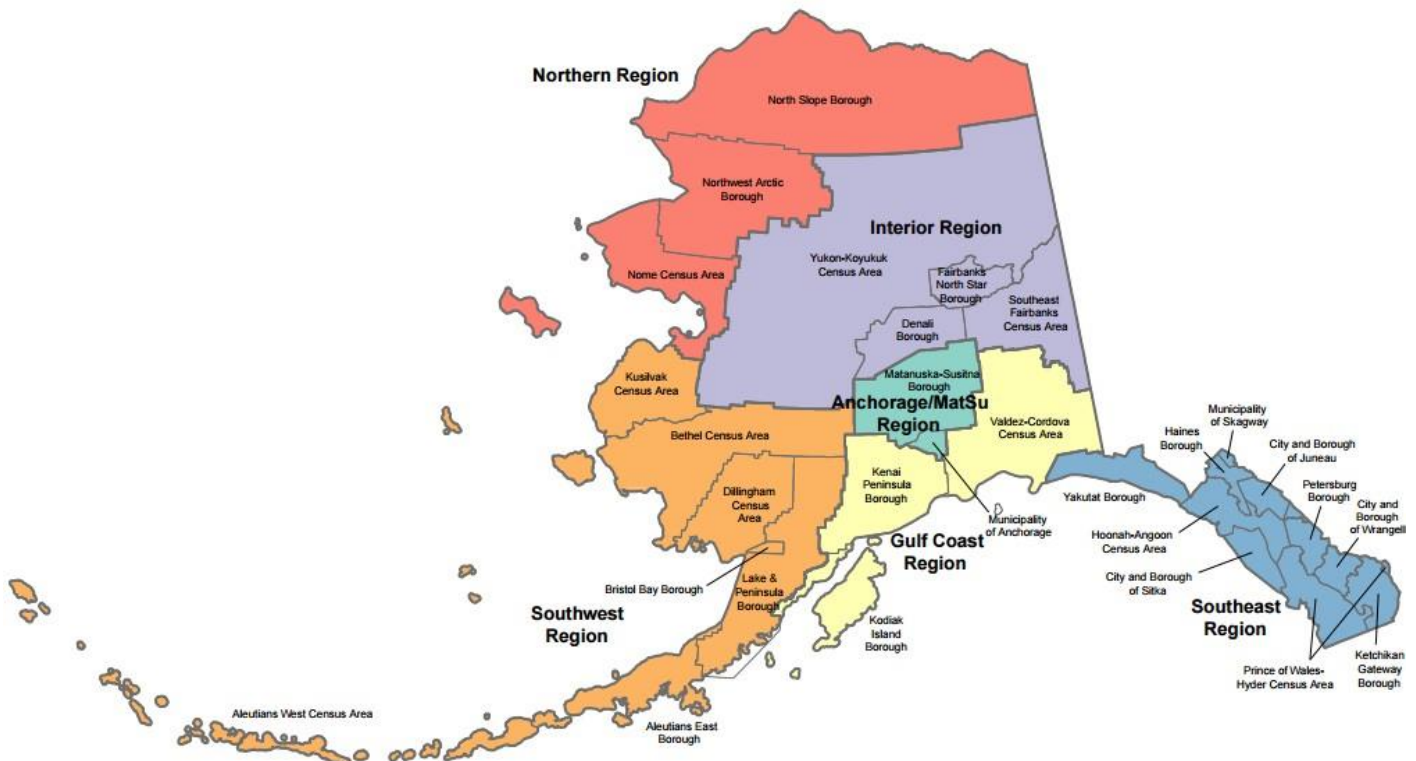 Northern Region
North Slope Borough
Northwest Arctic
Borough
Interior Region
Yukon-Koyukuk
Census Area
Nome Census Area
Fairbanks
North Star
Borough
Southeast
Fairbanks
Census Area
Denali
Borough
Kusilvak
Census Area
Matanuska-Susitna
Borough
Anchorage/MatSu
Region
Valdez-Cordova
Census Area
Bethel Census Area
Kenai
Peninsula
Borough
Dillingham
Census
Area
Municipality
of Anchorage
Gulf Coast
Region
Bristol Bay Borough
Lake &
Peninsula
Borough
Southwest
Region
Kodiak
Island
Borough
Aleutians West Census Area
Aleutians East
Borough
Municipality
of Skagway
Haines
Borough
City and Borough
of Juneau
Petersburg
Borough
City and
Borough
of Wrangell
Yakutat Borough
Hoonah-Angoon
Census Area
City and Borough
of Sitka
Southeast
Region
Prince of Wales-
Hyder Census Area
Ketchikan
Gateway
Borough